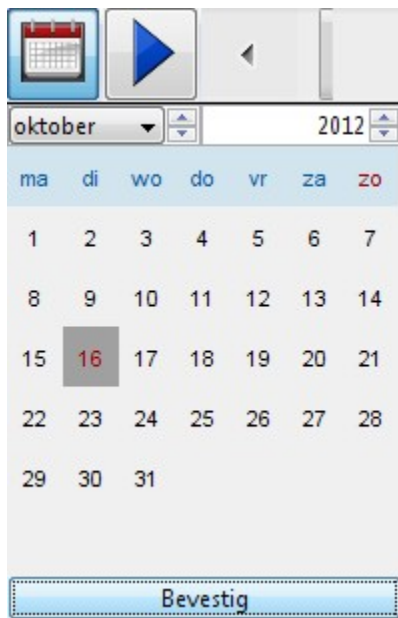 oktober 2012
ma di wo do vr za zo
1 2 3 4 5 6 7
8 9 10 11 12 13 14
15 16 17 18 19 20 21
22 23 24 25 26 27 28
29 30 31
Bevestig